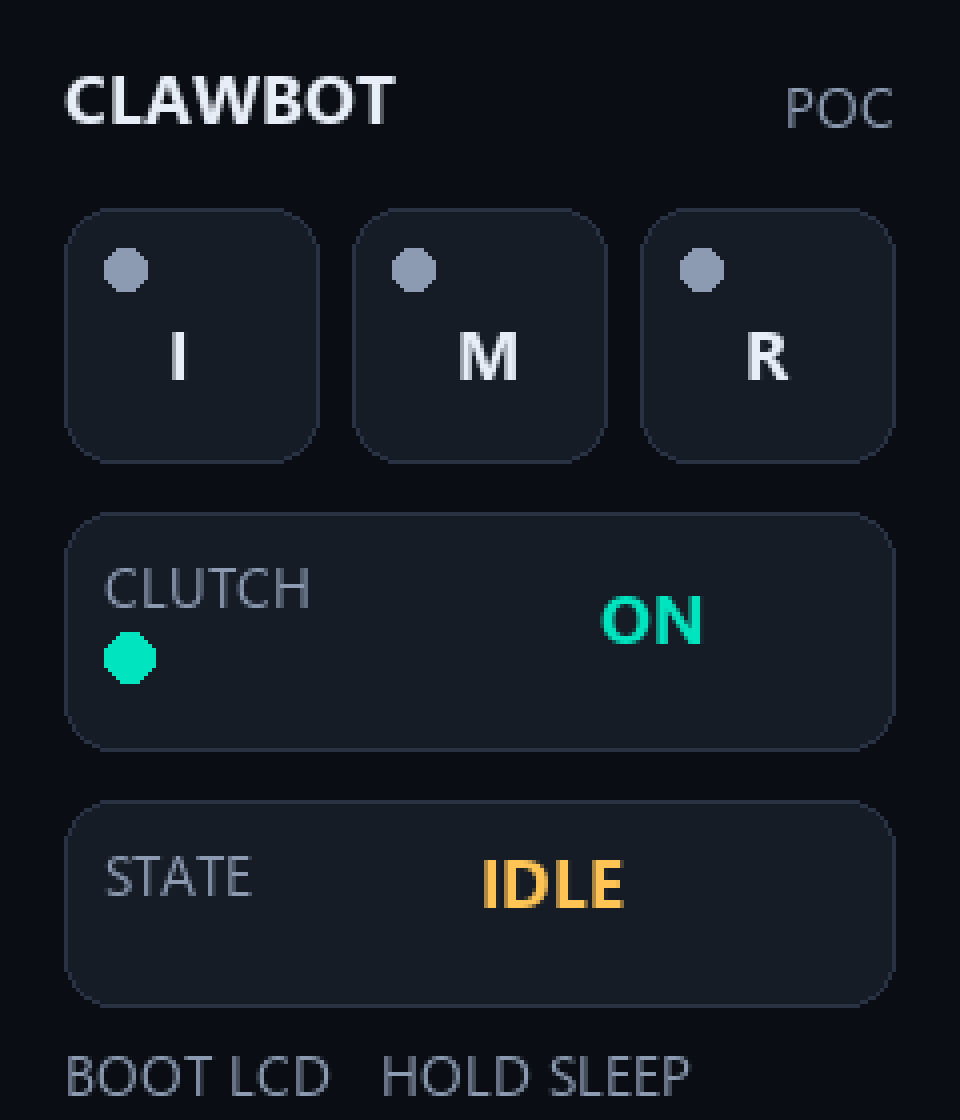 CLAWBOT POC
I M R
CLUTCH ON
STATE IDLE
BOOT LCD HOLD SLEEP